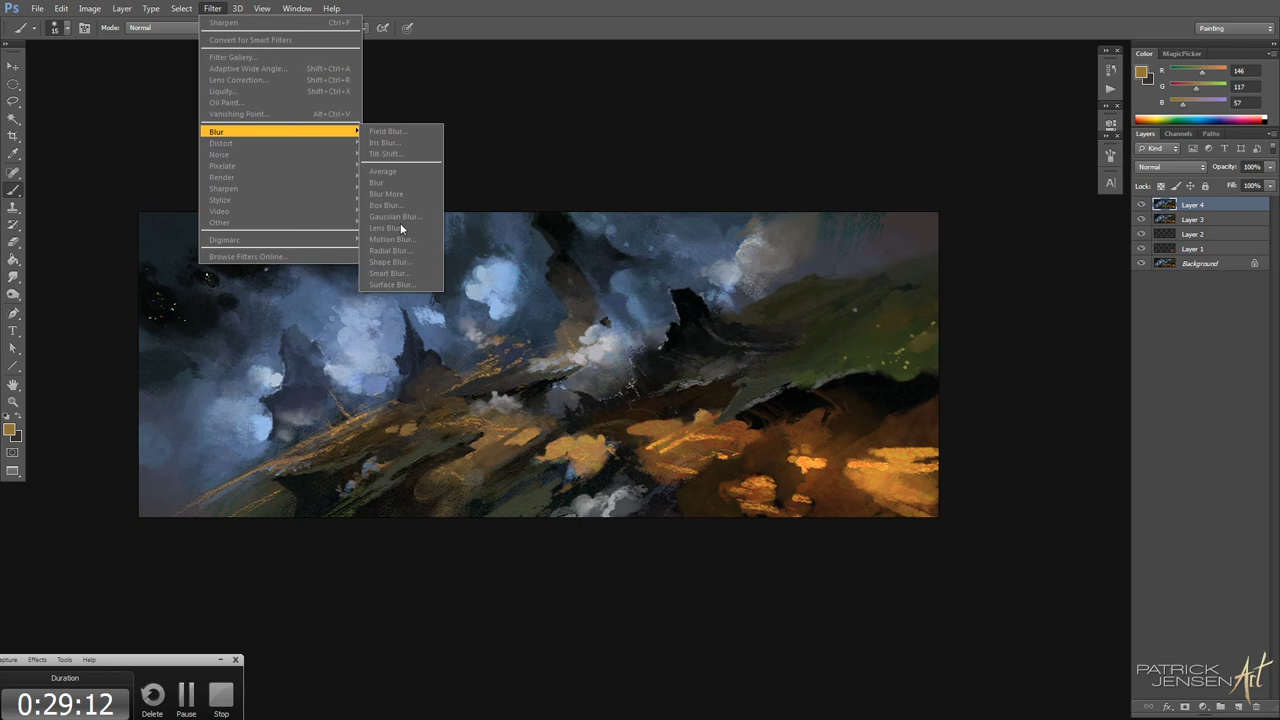 Ps File Edit Image Layer Type Select Filter 3D View Window Help
15 Mode: Normal Painting
Sharpen Ctrl+F
Convert for Smart Filters
Filter Gallery...
Adaptive Wide Angle... Shift+Ctrl+A
Lens Correction... Shift+Ctrl+R
Liquify... Shift+Ctrl+X
Oil Paint...
Vanishing Point... Alt+Ctrl+V
Blur
Distort
Noise
Pixelate
Render
Sharpen
Stylize
Video
Other
Digimarc
Browse Filters Online...
Field Blur...
Iris Blur...
Tilt-Shift...
Average
Blur
Blur More
Box Blur...
Gaussian Blur...
Lens Blur
Motion Blur...
Radial Blur...
Shape Blur...
Smart Blur...
Surface Blur...
Color MagicPicker
R 146
G 117
B 57
Layers Channels Paths
Kind
Normal Opacity: 100%
Lock: Fill: 100%
Layer 4
Layer 3
Layer 2
Layer 1
Background
apture Effects Tools Help
Duration
0:29:12
Delete Pause Stop
PATRICK
JENSEN Art